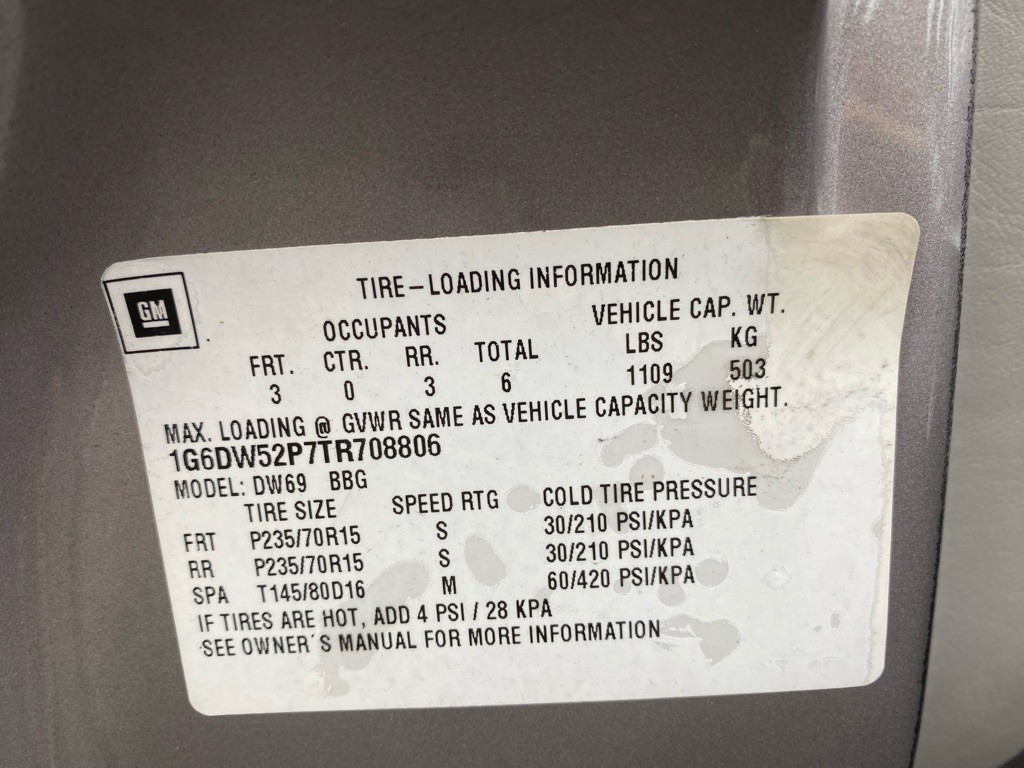 GM
TIRE-LOADING INFORMATION
OCCUPANTS VEHICLE CAP. WT.
FRT. CTR. RR. TOTAL LBS KG
3 0 3 6 1109 503
MAX. LOADING @ GVWR SAME AS VEHICLE CAPACITY WEIGHT.
1G6DW52P7TR708806
MODEL: DW69 BBG
TIRE SIZE SPEED RTG COLD TIRE PRESSURE
FRT P235/70R15 S 30/210 PSI/KPA
RR P235/70R15 S 30/210 PSI/KPA
SPA T145/80D16 M 60/420 PSI/KPA
IF TIRES ARE HOT, ADD 4 PSI / 28 KPA
SEE OWNER´S MANUAL FOR MORE INFORMATION